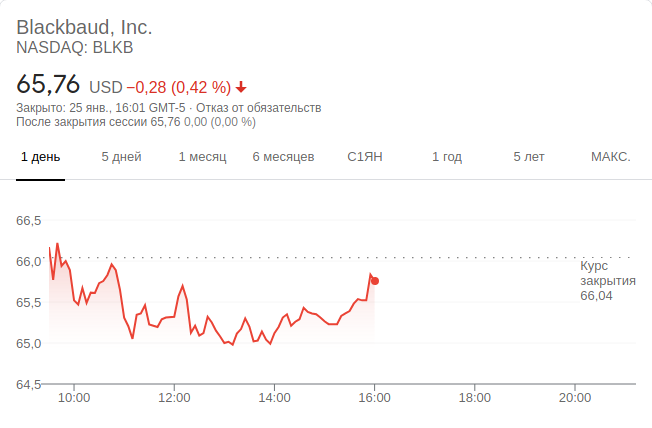 Blackbaud, Inc.
NASDAQ: BLKB
65,76 USD −0,28 (0,42 %)
Закрыто: 25 янв., 16:01 GMT-5 · Отказ от обязательств
После закрытия сессии 65,76 0,00 (0,00 %)
1 день 5 дней 1 месяц 6 месяцев С1ЯН 1 год 5 лет МАКС.
66,5
66,0
Курс
закрытия
66,04
65,5
65,0
64,5
10:00 12:00 14:00 16:00 18:00 20:00